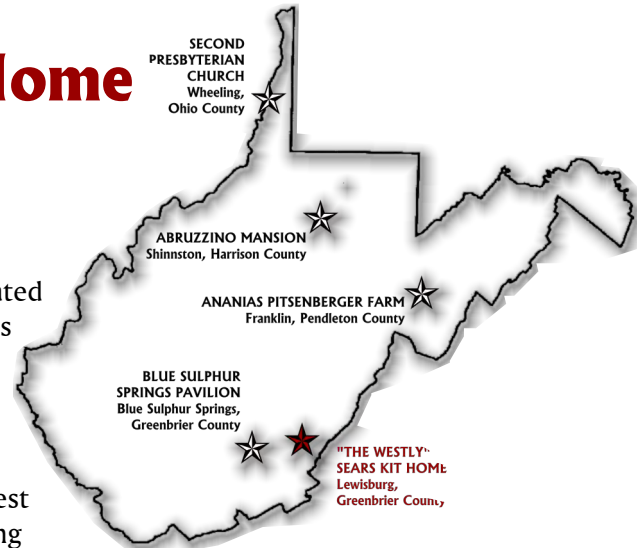 Home
SECOND
PRESBYTERIAN
CHURCH
Wheeling,
Ohio County
ABRUZZINO MANSION
Shinnston, Harrison County
ANANIAS PITSENBERGER FARM
Franklin, Pendleton County
BLUE SULPHUR
SPRINGS PAVILION
Blue Sulphur Springs,
Greenbrier County
"THE WESTLY"
SEARS KIT HOME
Lewisburg,
Greenbrier County